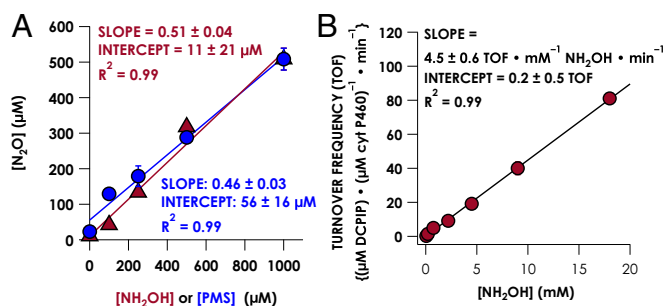 A
SLOPE = 0.51 ± 0.04
INTERCEPT = 11 ± 21 µM
R² = 0.99
[N₂O] (µM)
600
500
400
300
200
100
0
SLOPE: 0.46 ± 0.03
INTERCEPT: 56 ± 16 µM
R² = 0.99
0 200 400 600 800 1000
[NH₂OH] or [PMS] (µM)
B
SLOPE =
4.5 ± 0.6 TOF • mM⁻¹ NH₂OH • min⁻¹
INTERCEPT = 0.2 ± 0.5 TOF
R² = 0.99
TURNOVER FREQUENCY (TOF)
{(µM DCPIP) • (µM cyt P460)⁻¹ • min⁻¹}
120
100
80
60
40
20
0
0 5 10 15 20
[NH₂OH] (mM)